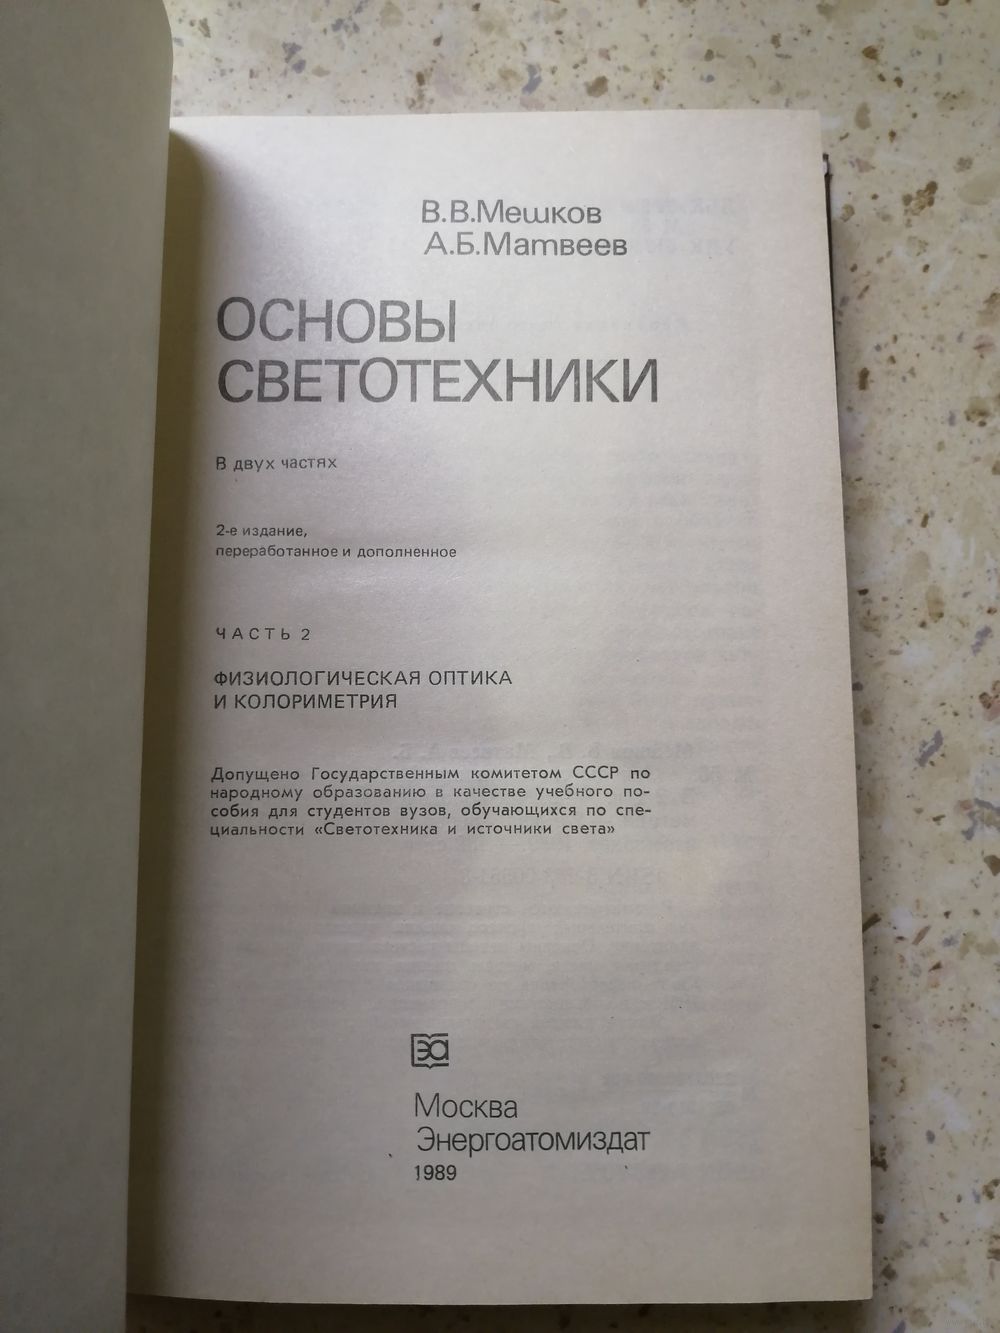 В.В.Мешков
А.Б.Матвеев
ОСНОВЫ
СВЕТОТЕХНИКИ
В двух частях
2-е издание,
переработанное и дополненное
ЧАСТЬ 2
ФИЗИОЛОГИЧЕСКАЯ ОПТИКА
И КОЛОРИМЕТРИЯ
Допущено Государственным комитетом СССР по
народному образованию в качестве учебного по-
собия для студентов вузов, обучающихся по спе-
циальности «Светотехника и источники света»
эа
Москва
Энергоатомиздат
1989